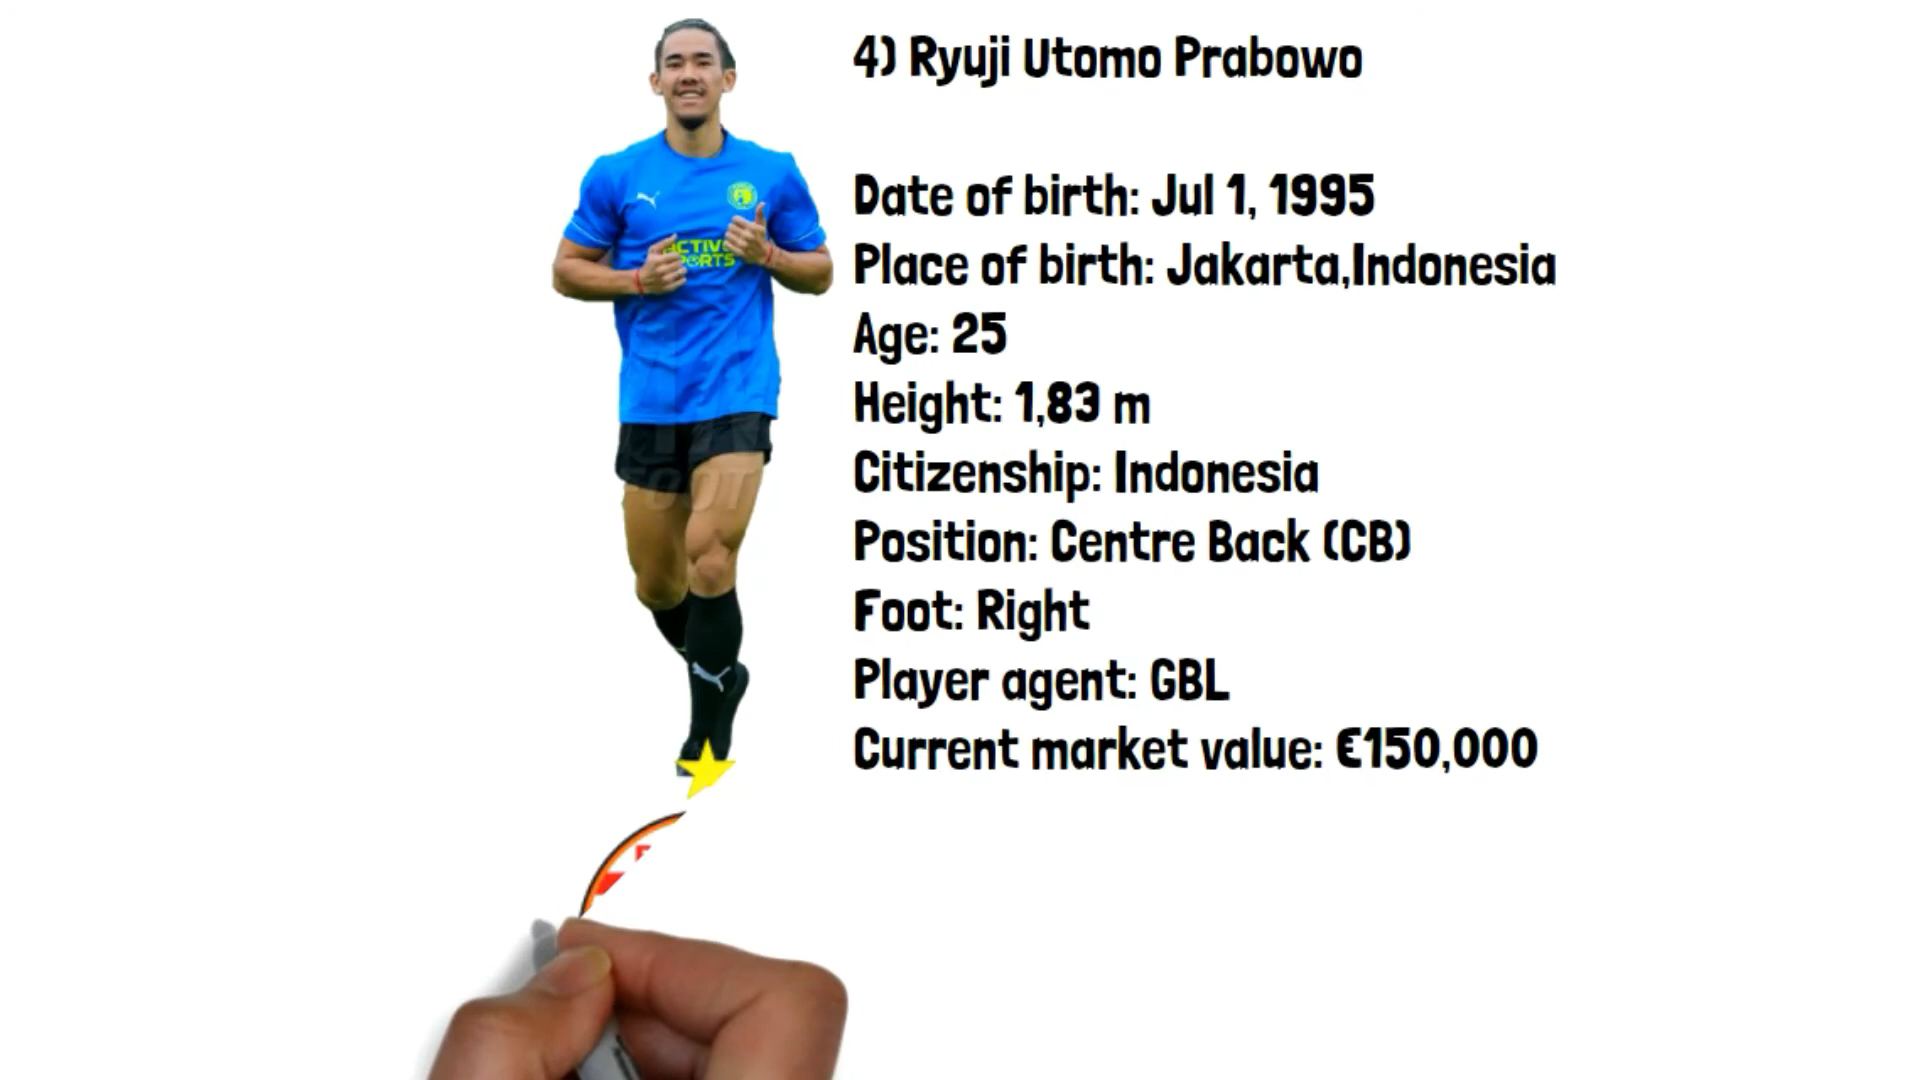 4) Ryuji Utomo Prabowo
Date of birth: Jul 1, 1995
Place of birth: Jakarta,Indonesia
Age: 25
Height: 1,83 m
Citizenship: Indonesia
Position: Centre Back (CB)
Foot: Right
Player agent: GBL
Current market value: €150,000